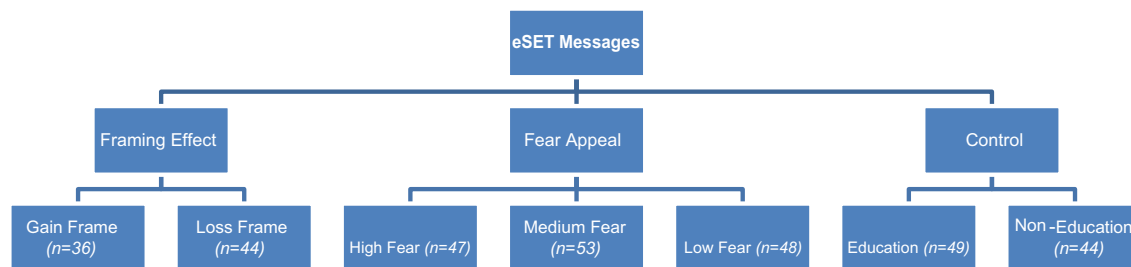 eSET Messages
Framing Effect
Fear Appeal
Control
Gain Frame
(n=36)
Loss Frame
(n=44)
High Fear (n=47)
Medium Fear
(n=53)
Low Fear (n=48)
Education (n=49)
Non-Education
(n=44)